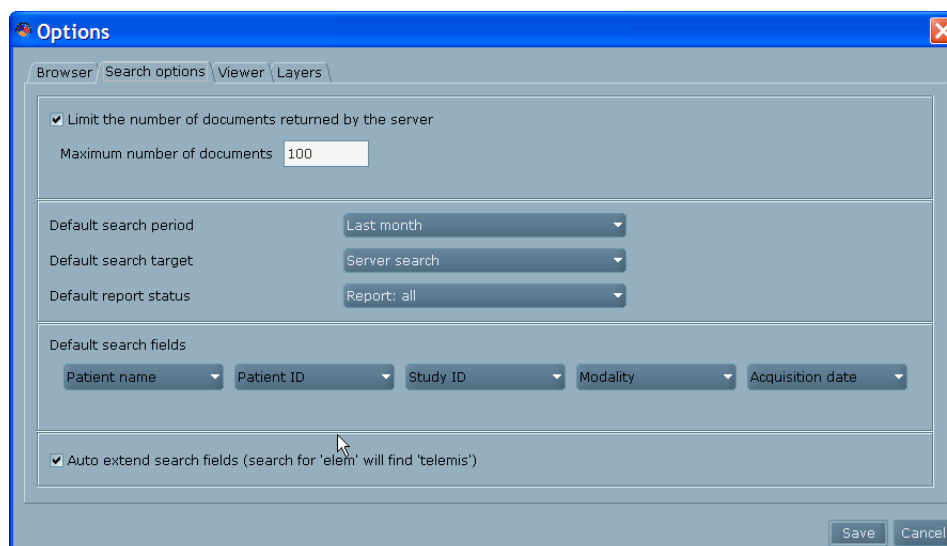 Options
Browser Search options Viewer Layers
Limit the number of documents returned by the server
Maximum number of documents 100
Default search period Last month
Default search target Server search
Default report status Report: all
Default search fields
Patient name Patient ID Study ID Modality Acquisition date
Auto extend search fields (search for 'elem' will find 'telemis')
Save Cancel